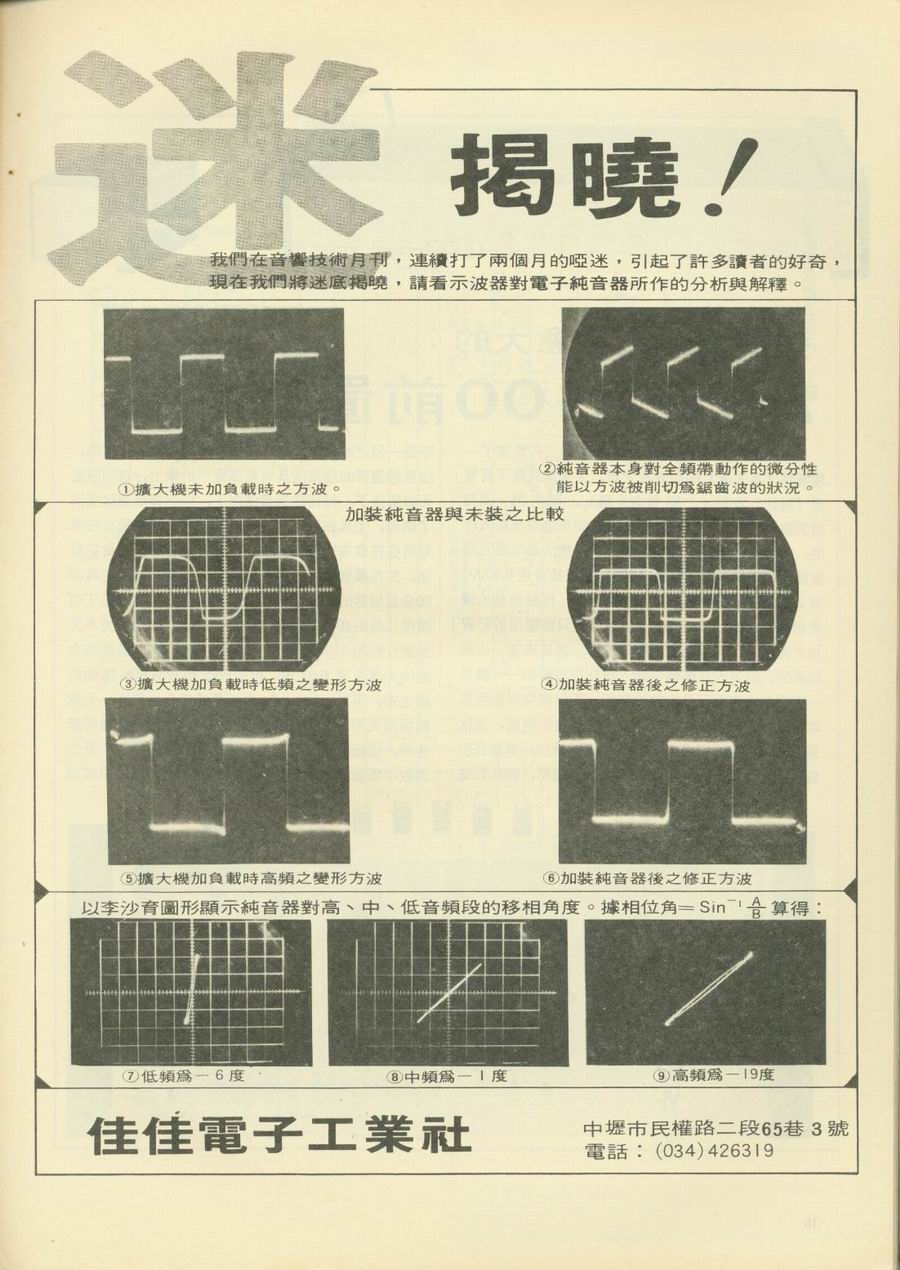 迷
揭曉!
我們在音響技術月刊,連續打了兩個月的啞迷,引起了許多讀者的好奇,
現在我們將迷底揭曉,請看示波器對電子純音器所作的分析與解釋。
①擴大機未加負載時之方波。
②純音器本身對全頻帶動作的微分性
能以方波被削切爲鋸齒波的狀況。
加裝純音器與未裝之比較
③擴大機加負載時低頻之變形方波
④加裝純音器後之修正方波
⑤擴大機加負載時高頻之變形方波
⑥加裝純音器後之修正方波
以李沙育圖形顯示純音器對高、中、低音頻段的移相角度。據相位角=Sin⁻¹ A/B 算得:
⑦低頻爲-6度
⑧中頻爲-1度
⑨高頻爲-19度
佳佳電子工業社
中壢市民權路二段65巷3號
電話:(034)426319